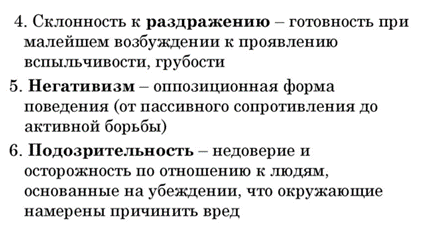 4. Склонность к раздражению – готовность при
малейшем возбуждении к проявлению
вспыльчивости, грубости
5. Негативизм – оппозиционная форма
поведения (от пассивного сопротивления до
активной борьбы)
6. Подозрительность – недоверие и
осторожность по отношению к людям,
основанные на убеждении, что окружающие
намерены причинить вред